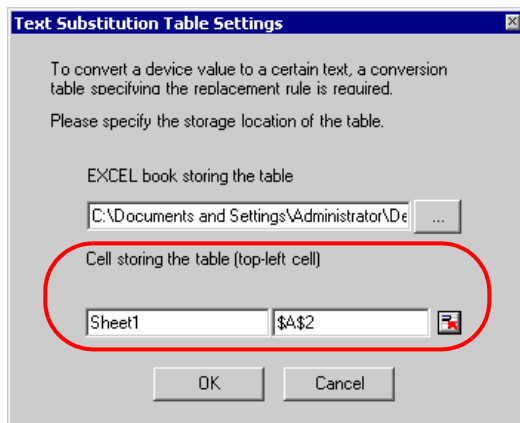 Text Substitution Table Settings
To convert a device value to a certain text, a conversion
table specifying the replacement rule is required.
Please specify the storage location of the table.
EXCEL book storing the table
C:\Documents and Settings\Administrator\De
...
Cell storing the table (top-left cell)
Sheet1 $A$2
OK Cancel